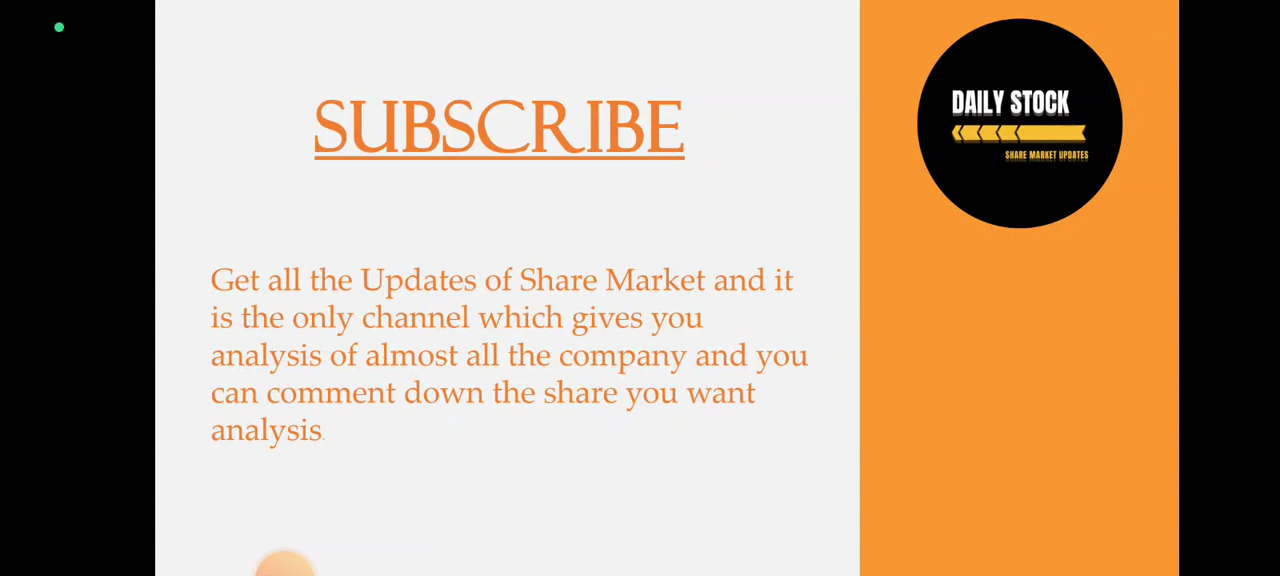 SUBSCRIBE
Get all the Updates of Share Market and it
is the only channel which gives you
analysis of almost all the company and you
can comment down the share you want
analysis.
DAILY STOCK
SHARE MARKET UPDATES